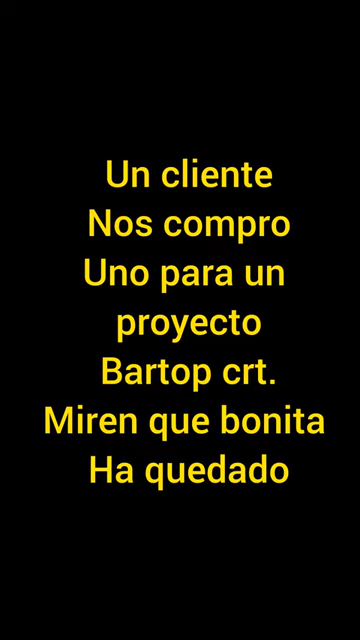 Un cliente
Nos compro
Uno para un
proyecto
Bartop crt.
Miren que bonita
Ha quedado